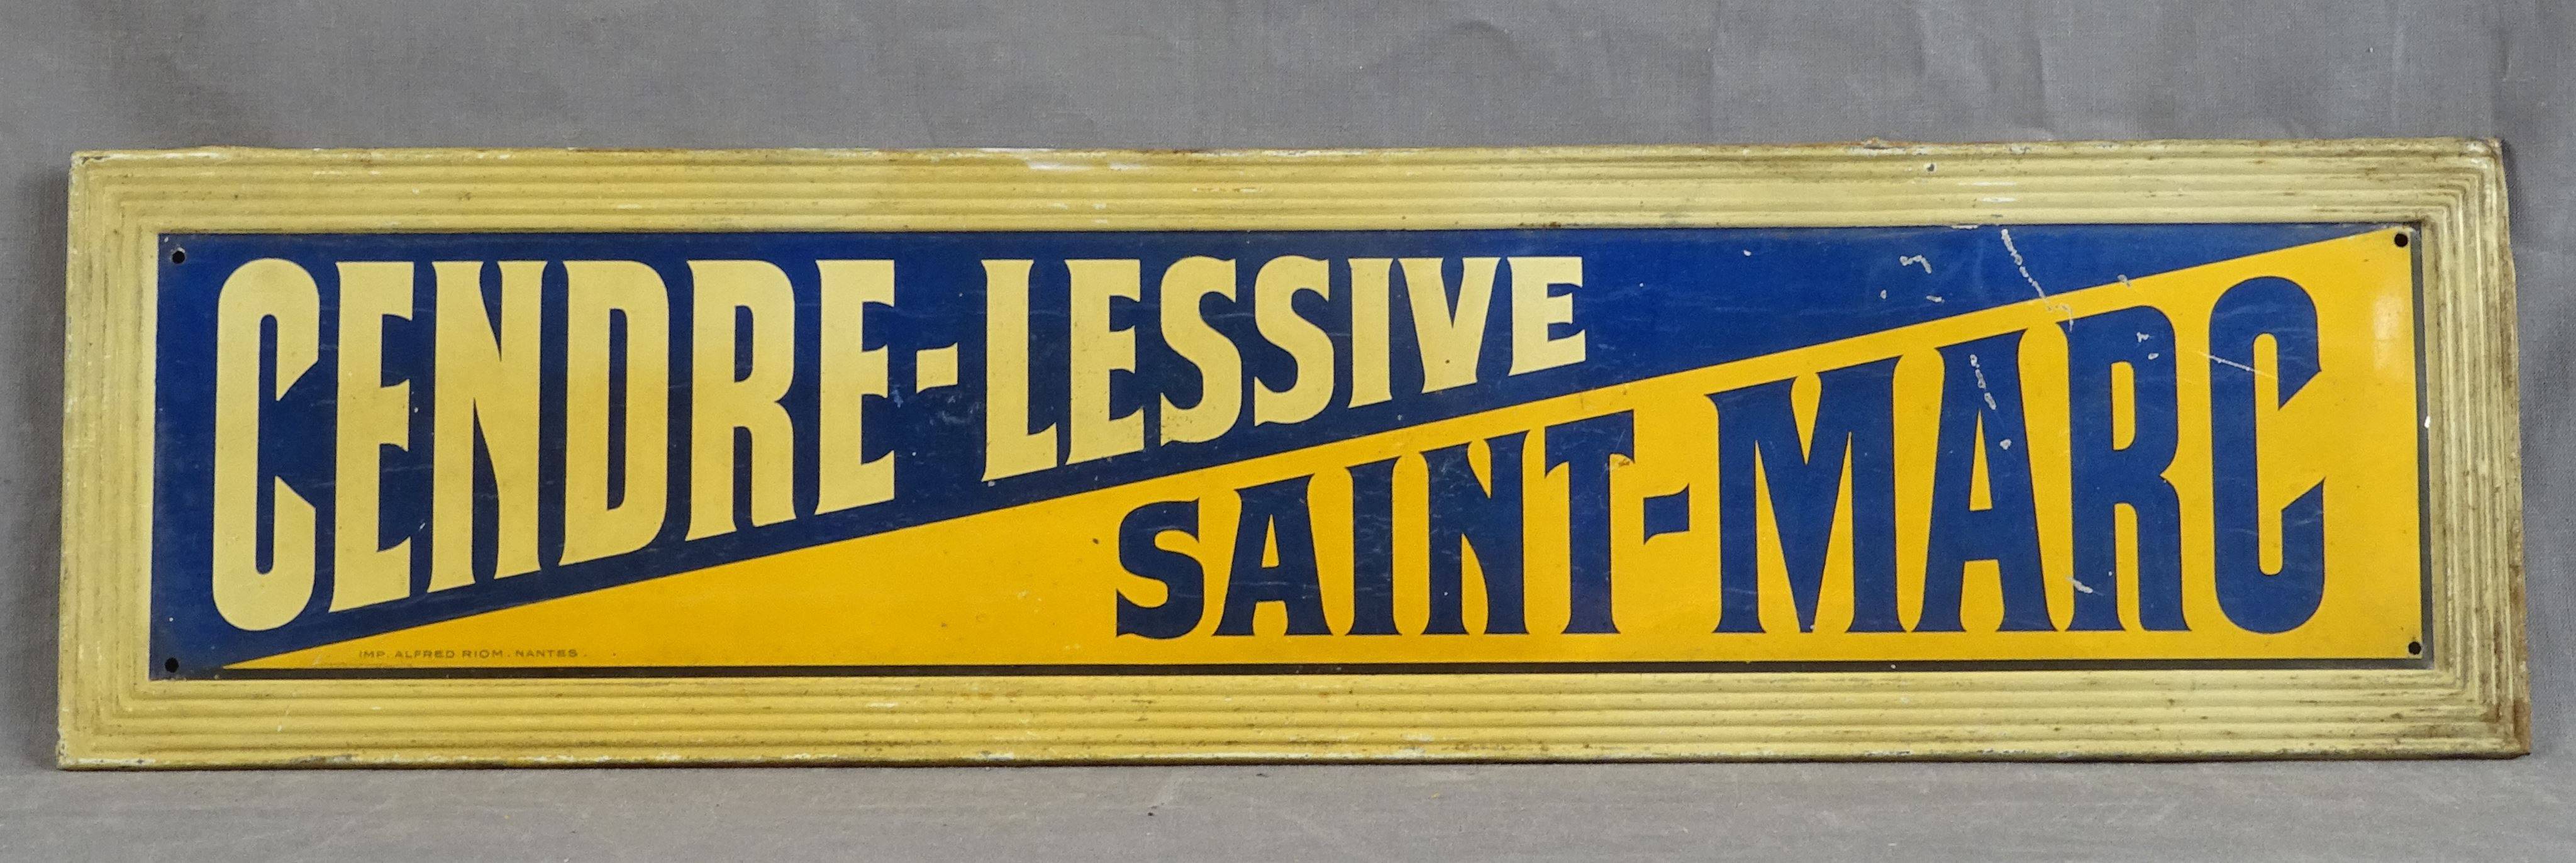 CENDRE-LESSIVE
SAINT-MARC
IMP. ALFRED RIOM. NANTES.